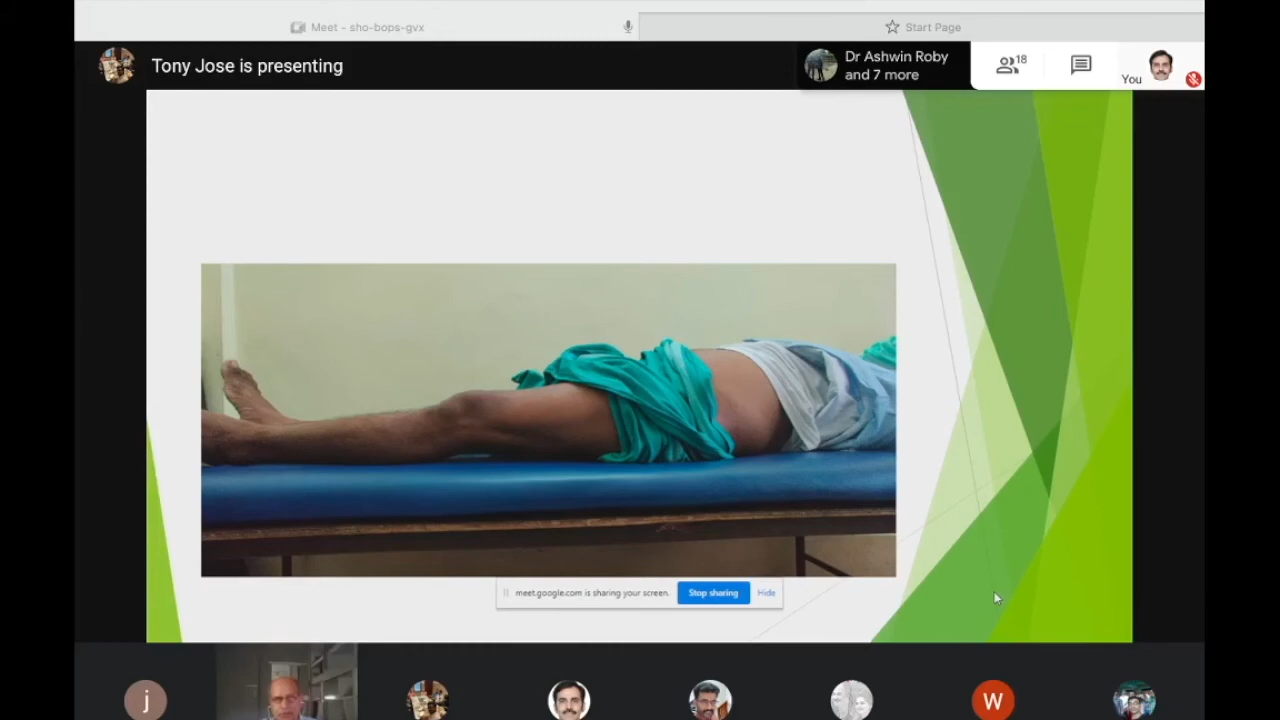 Meet – sho-bops-gvx
Start Page
Tony Jose is presenting
Dr Ashwin Roby
and 7 more
18
You
meet.google.com is sharing your screen.
Stop sharing
Hide
j
W